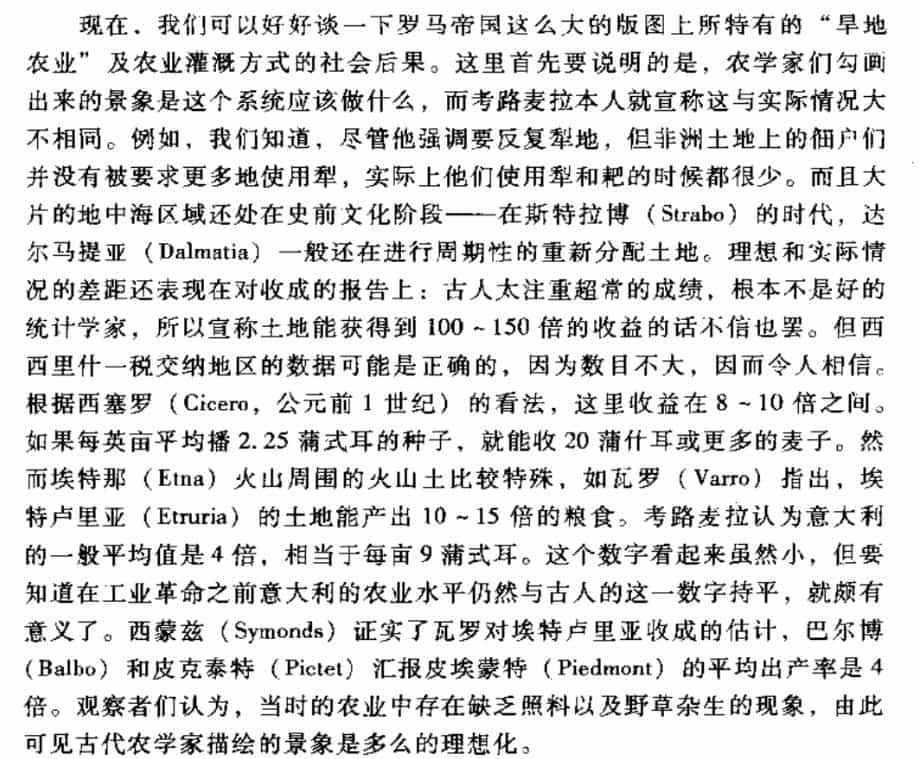 现在，我们可以好好谈一下罗马帝国这么大的版图上所特有的“旱地
农业”及农业灌溉方式的社会后果。这里首先要说明的是，农学家们勾画
出来的景象是这个系统应该做什么，而考路麦拉本人就宣称这与实际情况大
不相同。例如，我们知道，尽管他强调要反复犁地，但非洲土地上的佃户们
并没有被要求更多地使用犁，实际上他们使用犁和耙的时候都很少。而且大
片的地中海区域还处在史前文化阶段——在斯特拉博（Strabo）的时代，达
尔马提亚（Dalmatia）一般还在进行周期性的重新分配土地。理想和实际情
况的差距还表现在对收成的报告上：古人太注重超常的成绩，根本不是好的
统计学家，所以宣称土地能获得到 100～150 倍的收益的话不信也罢。但西
西里什一税交纳地区的数据可能是正确的，因为数目不大，因而令人相信。
根据西塞罗（Cicero，公元前 1 世纪）的看法，这里收益在 8～10 倍之间。
如果每英亩平均播 2.25 蒲式耳的种子，就能收 20 蒲什耳或更多的麦子。然
而埃特那（Etna）火山周围的火山土比较特殊，如瓦罗（Varro）指出，埃
特卢里亚（Etruria）的土地能产出 10～15 倍的粮食。考路麦拉认为意大利
的一般平均值是 4 倍，相当于每亩 9 蒲式耳。这个数字看起来虽然小，但要
知道在工业革命之前意大利的农业水平仍然与古人的这一数字持平，就颇有
意义了。西蒙兹（Symonds）证实了瓦罗对埃特卢里亚收成的估计，巴尔博
（Balbo）和皮克泰特（Pictet）汇报皮埃蒙特（Piedmont）的平均出产率是 4
倍。观察者们认为，当时的农业中存在缺乏照料以及野草杂生的现象，由此
可见古代农学家描绘的景象是多么的理想化。